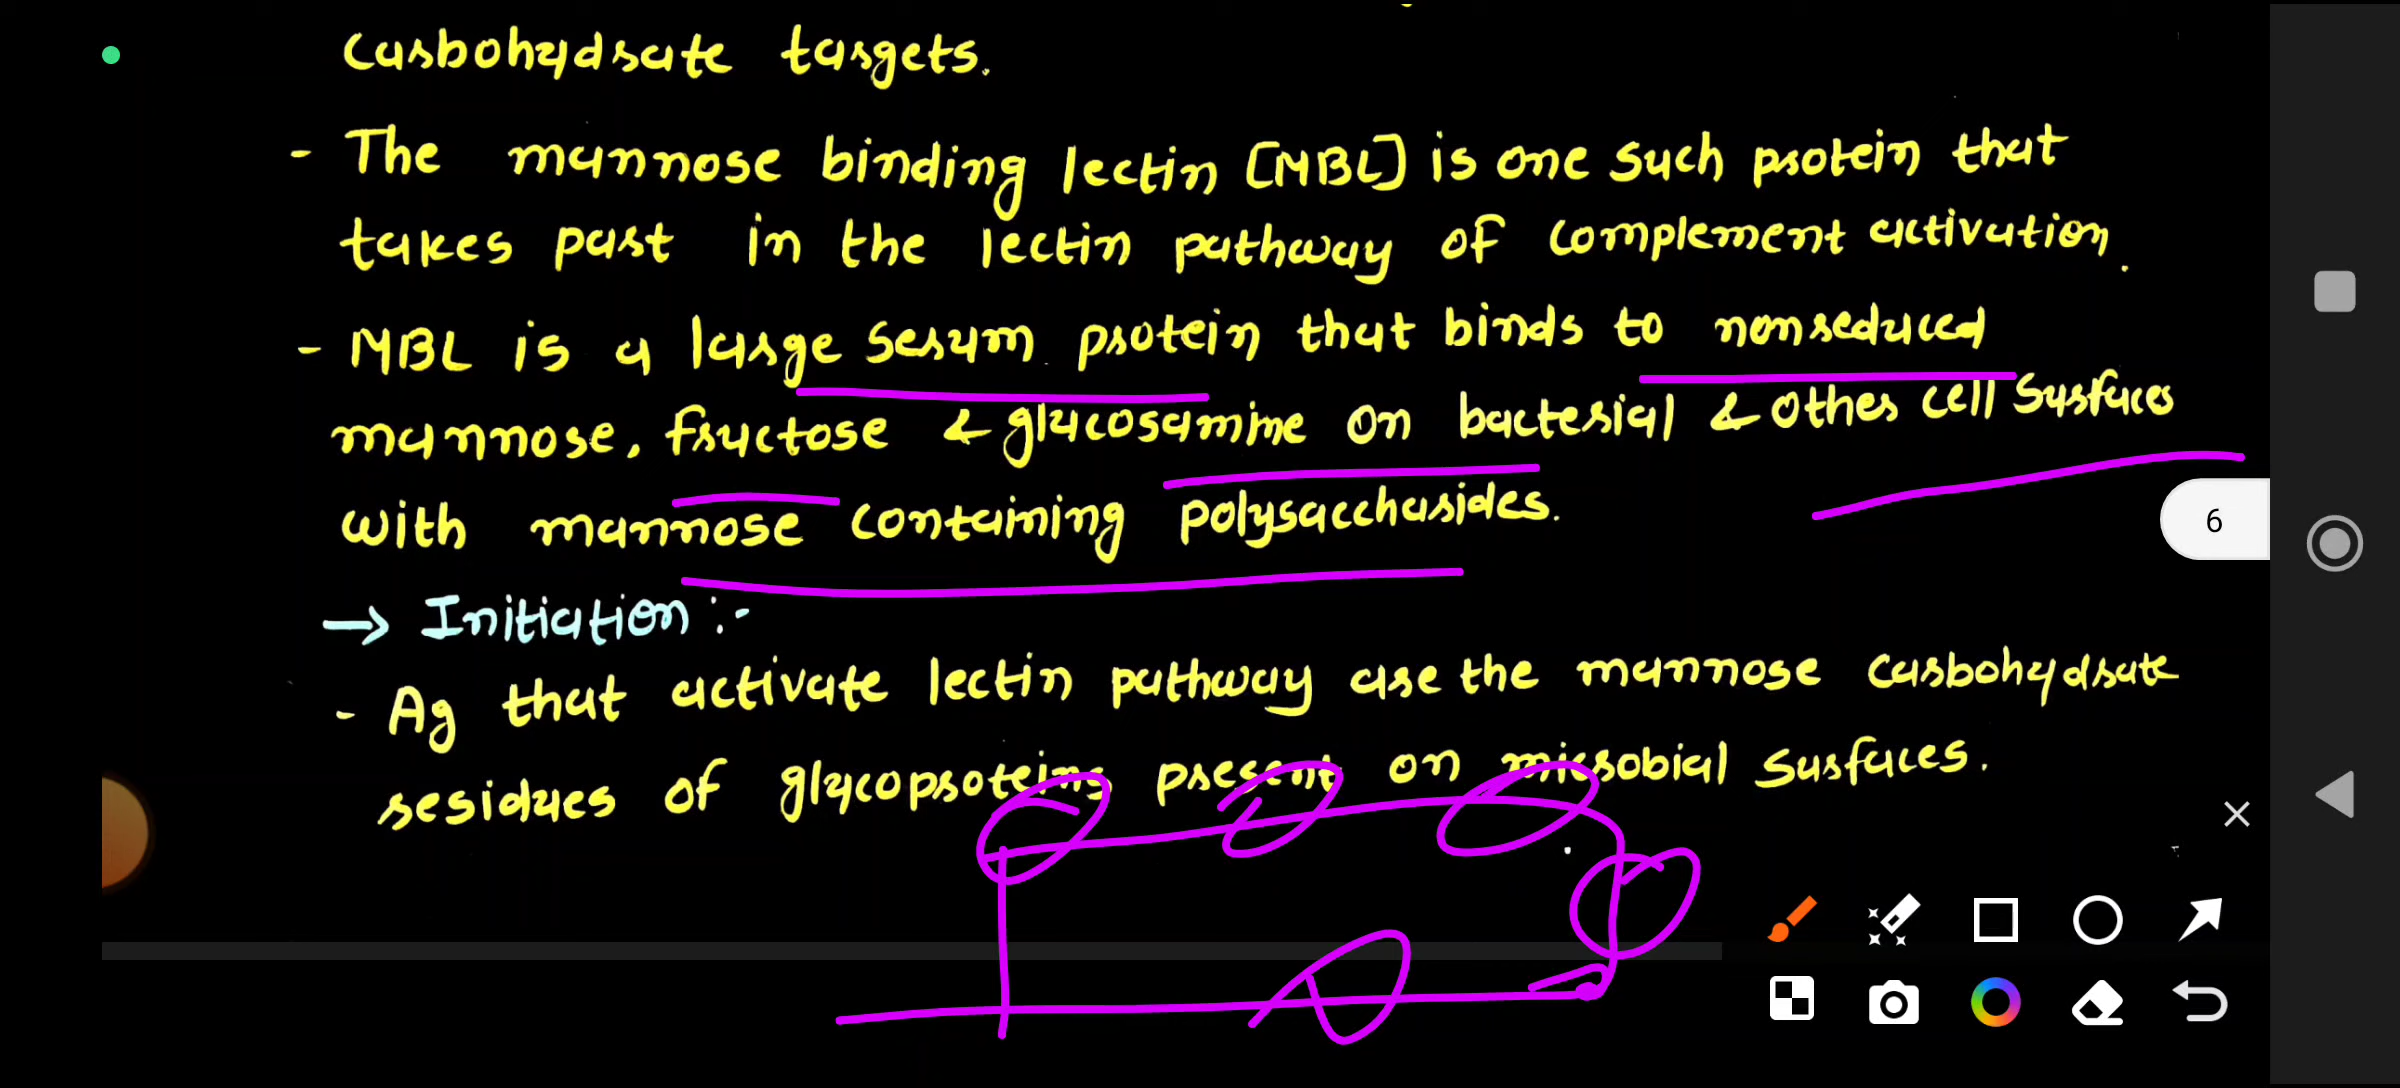 Carbohydrate targets.
- The mannose binding lectin [MBL] is one such protein that
takes part in the lectin pathway of complement activation.
- MBL is a large serum protein that binds to nonreduced
mannose, fructose & glucosamine on bacterial & other cell Surfaces
with mannose containing polysaccharides.
→ Initiation :-
- Ag that activate lectin pathway are the mannose carbohydrate
residues of glycoproteins present on microbial surfaces.
6